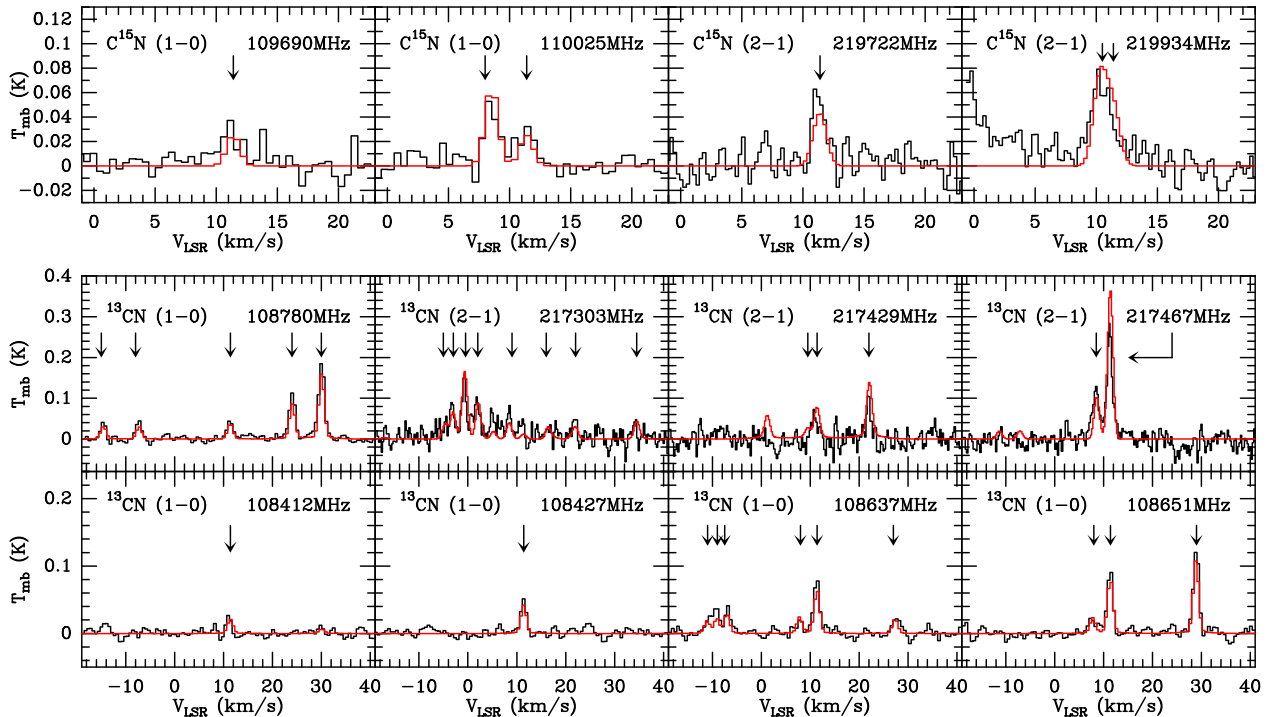 C¹⁵N (1−0) 109690MHz
C¹⁵N (1−0) 110025MHz
C¹⁵N (2−1) 219722MHz
C¹⁵N (2−1) 219934MHz
T_mb (K)
0.12
0.1
0.08
0.06
0.04
0.02
0
−0.02
0 5 10 15 20
0 5 10 15 20
0 5 10 15 20
0 5 10 15 20
V_LSR (km/s)
V_LSR (km/s)
V_LSR (km/s)
V_LSR (km/s)
¹³CN (1−0) 108780MHz
¹³CN (2−1) 217303MHz
¹³CN (2−1) 217429MHz
¹³CN (2−1) 217467MHz
T_mb (K)
0.4
0.3
0.2
0.1
0
¹³CN (1−0) 108412MHz
¹³CN (1−0) 108427MHz
¹³CN (1−0) 108637MHz
¹³CN (1−0) 108651MHz
T_mb (K)
0.2
0.1
0
−10 0 10 20 30 40
−10 0 10 20 30 40
−10 0 10 20 30 40
−10 0 10 20 30 40
V_LSR (km/s)
V_LSR (km/s)
V_LSR (km/s)
V_LSR (km/s)